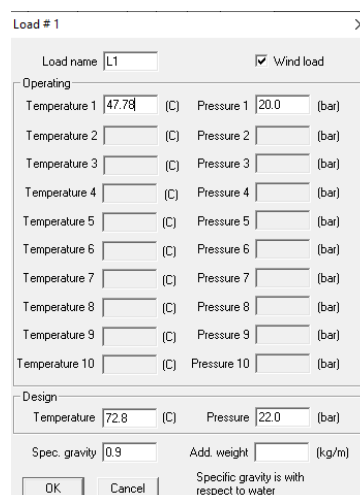 Load # 1
Load name L1 Wind load
Operating
Temperature 1 47.78 (C) Pressure 1 20.0 (bar)
Temperature 2 (C) Pressure 2 (bar)
Temperature 3 (C) Pressure 3 (bar)
Temperature 4 (C) Pressure 4 (bar)
Temperature 5 (C) Pressure 5 (bar)
Temperature 6 (C) Pressure 6 (bar)
Temperature 7 (C) Pressure 7 (bar)
Temperature 8 (C) Pressure 8 (bar)
Temperature 9 (C) Pressure 9 (bar)
Temperature 10 (C) Pressure 10 (bar)
Design
Temperature 72.8 (C) Pressure 22.0 (bar)
Spec. gravity 0.9 Add. weight (kg/m)
OK Cancel Specific gravity is with
respect to water